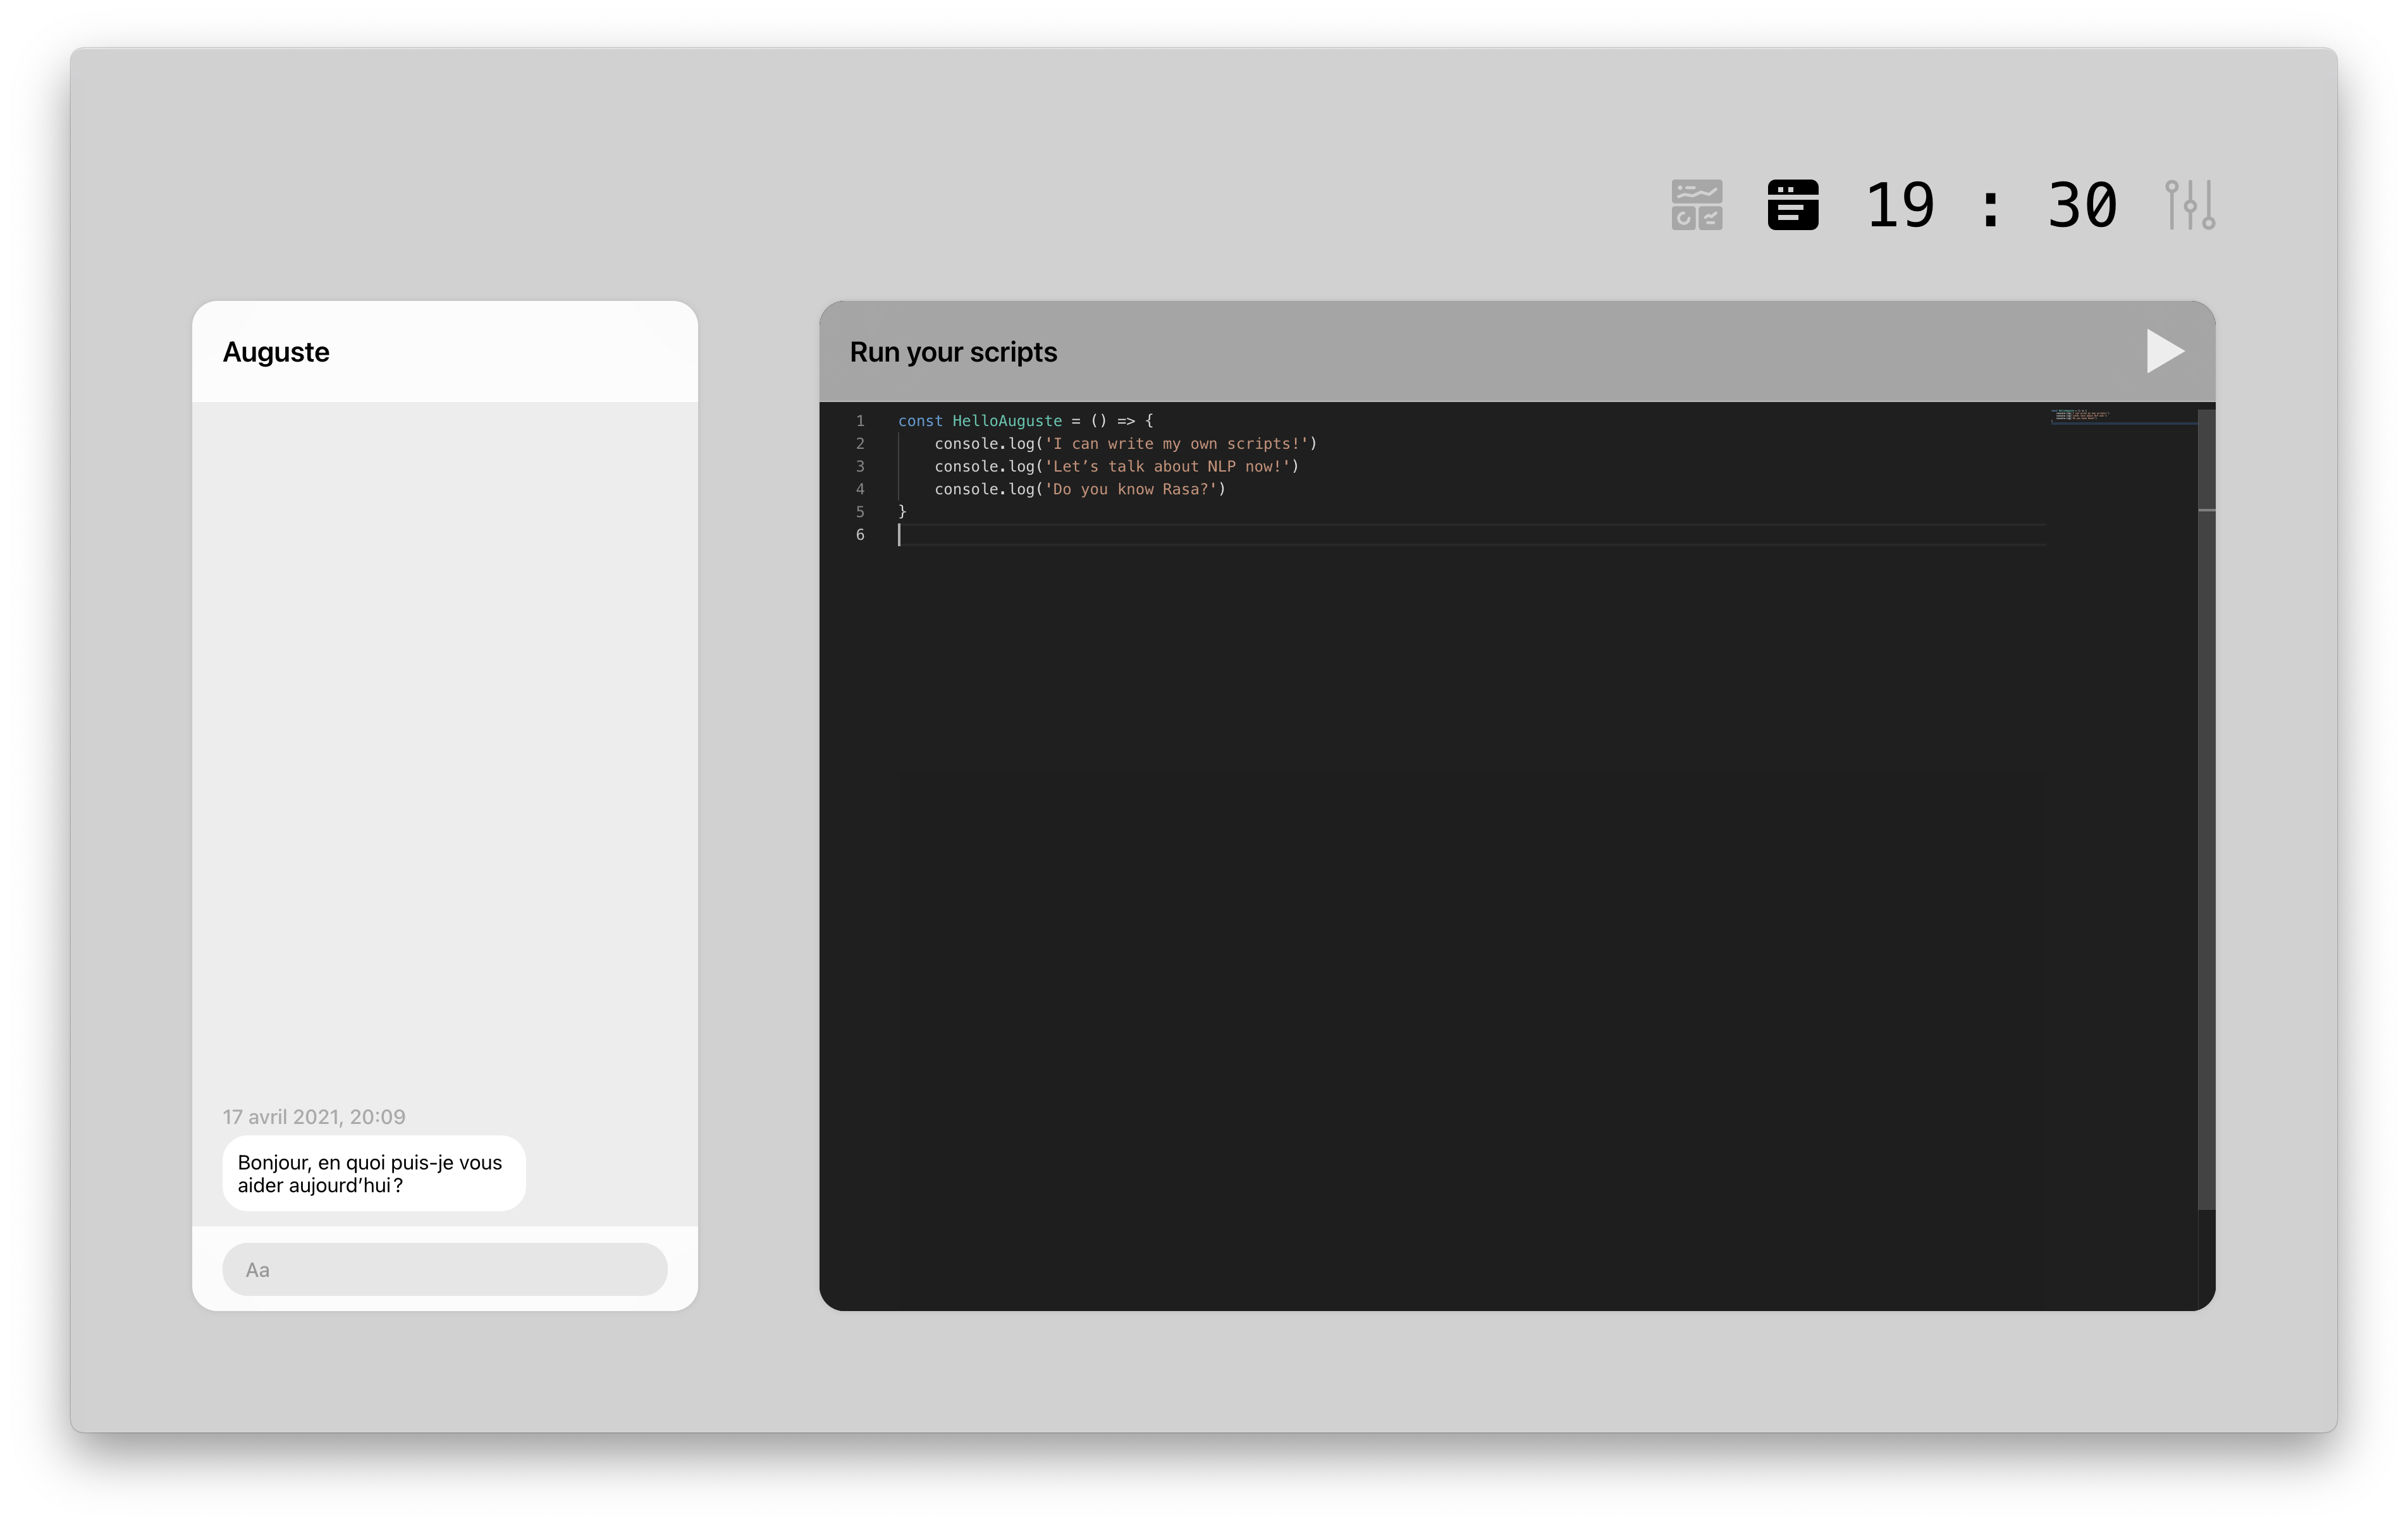 19 : 30
Auguste
17 avril 2021, 20:09
Bonjour, en quoi puis-je vous
aider aujourd’hui ?
Aa
Run your scripts
1 const HelloAuguste = () => {
2     console.log('I can write my own scripts!')
3     console.log('Let’s talk about NLP now!')
4     console.log('Do you know Rasa?')
5 }
6